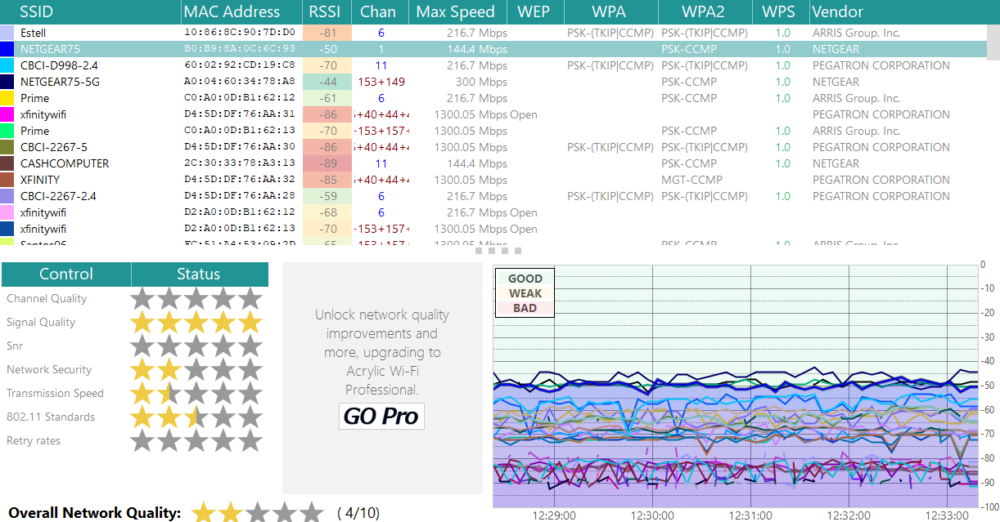 SSID MAC Address RSSI Chan Max Speed WEP WPA WPA2 WPS Vendor
Estell 10:86:8C:90:7D:D0 -81 6 216.7 Mbps PSK-(TKIP|CCMP) PSK-(TKIP|CCMP) 1.0 ARRIS Group. Inc.
NETGEAR75 B0:B9:8A:0C:6C:93 -50 1 144.4 Mbps PSK-CCMP 1.0 NETGEAR
CBCI-D998-2.4 60:02:92:CD:19:C8 -70 11 216.7 Mbps PSK-(TKIP|CCMP) PSK-(TKIP|CCMP) 1.0 PEGATRON CORPORATION
NETGEAR75-5G A0:04:60:34:78:A8 -44 153+149 300 Mbps PSK-CCMP 1.0 NETGEAR
Prime C0:A0:0D:B1:62:12 -61 6 216.7 Mbps PSK-CCMP 1.0 ARRIS Group. Inc.
xfinitywifi D4:5D:DF:76:AA:31 -86 +40+44+ 1300.05 Mbps Open PEGATRON CORPORATION
Prime C0:A0:0D:B1:62:13 -70 -153+157+ 1300.05 Mbps PSK-CCMP 1.0 ARRIS Group. Inc.
CBCI-2267-5 D4:5D:DF:76:AA:30 -86 +40+44+ 1300.05 Mbps PSK-(TKIP|CCMP) PSK-(TKIP|CCMP) 1.0 PEGATRON CORPORATION
CASHCOMPUTER 2C:30:33:78:A3:13 -89 11 144.4 Mbps PSK-CCMP 1.0 NETGEAR
XFINITY D4:5D:DF:76:AA:32 -85 +40+44+ 1300.05 Mbps MGT-CCMP PEGATRON CORPORATION
CBCI-2267-2.4 D4:5D:DF:76:AA:28 -59 6 216.7 Mbps PSK-(TKIP|CCMP) PSK-(TKIP|CCMP) 1.0 PEGATRON CORPORATION
xfinitywifi D2:A0:0D:B1:62:12 -68 6 216.7 Mbps Open
xfinitywifi D2:A0:0D:B1:62:13 -70 -153+157+ 1300.05 Mbps Open
-65 -153+157+ 1300.05 Mbps PSK-CCMP 1.0 ARRIS Group. Inc.
Control Status
Channel Quality
Signal Quality
Snr
Network Security
Transmission Speed
802.11 Standards
Retry rates
Overall Network Quality: ( 4/10)
Unlock network quality
improvements and
more, upgrading to
Acrylic Wi-Fi
Professional.
GO Pro
GOOD
WEAK
BAD
0
-10
-20
-30
-40
-50
-60
-70
-80
-90
-100
12:29:00 12:30:00 12:31:00 12:32:00 12:33:00